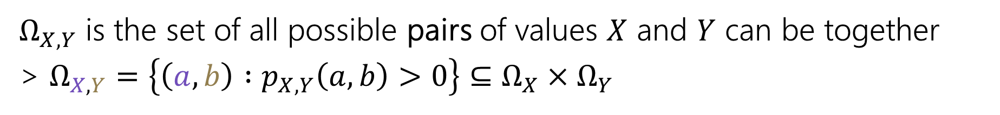 Ω_{X,Y} is the set of all possible pairs of values X and Y can be together
> Ω_{X,Y} = {(a, b) : p_{X,Y}(a, b) > 0} ⊆ Ω_X × Ω_Y